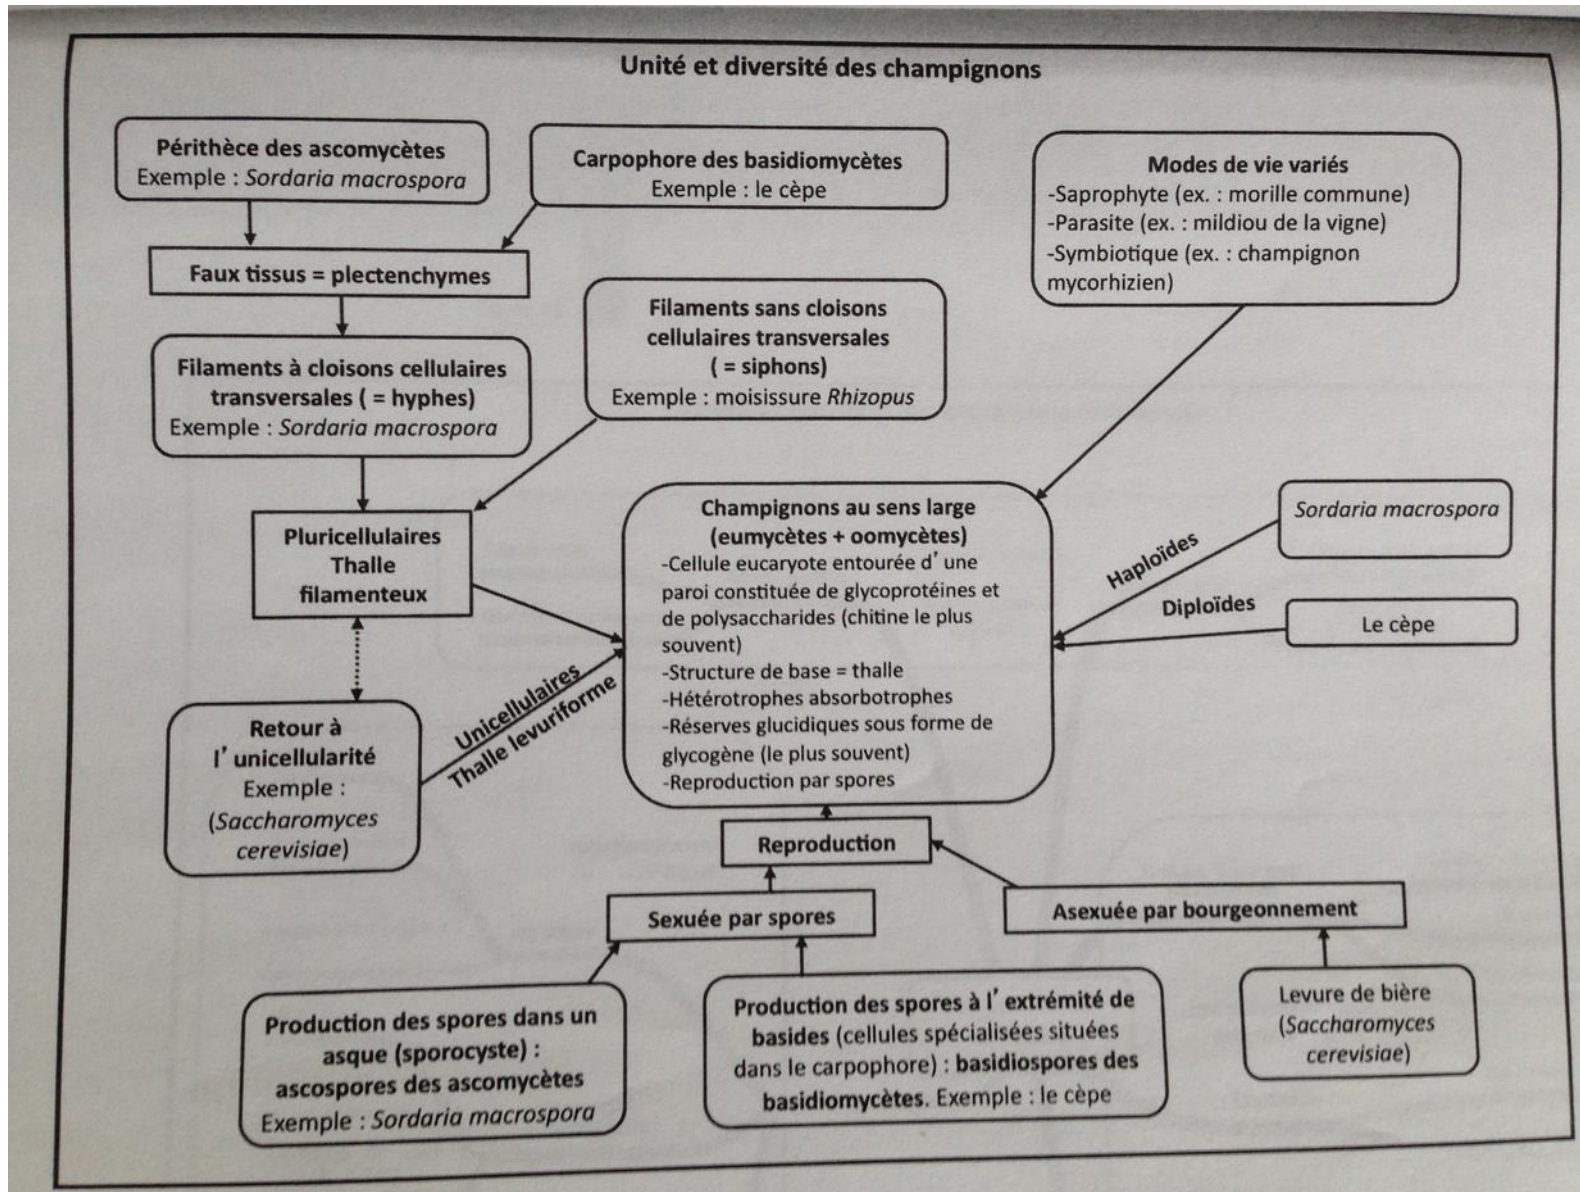 Unité et diversité des champignons
Périthèce des ascomycètes
Exemple : Sordaria macrospora
Carpophore des basidiomycètes
Exemple : le cèpe
Modes de vie variés
-Saprophyte (ex. : morille commune)
-Parasite (ex. : mildiou de la vigne)
-Symbiotique (ex. : champignon
mycorhizien)
Faux tissus = plectenchymes
Filaments sans cloisons
cellulaires transversales
( = siphons)
Exemple : moisissure Rhizopus
Filaments à cloisons cellulaires
transversales ( = hyphes)
Exemple : Sordaria macrospora
Pluricellulaires
Thalle
filamenteux
Champignons au sens large
(eumycètes + oomycètes)
-Cellule eucaryote entourée d' une
paroi constituée de glycoprotéines et
de polysaccharides (chitine le plus
souvent)
-Structure de base = thalle
-Hétérotrophes absorbotrophes
-Réserves glucidiques sous forme de
glycogène (le plus souvent)
-Reproduction par spores
Haploïdes
Sordaria macrospora
Diploïdes
Le cèpe
Retour à
l' unicellularité
Exemple :
(Saccharomyces
cerevisiae)
Unicellulaires
Thalle levuriforme
Reproduction
Sexuée par spores
Asexuée par bourgeonnement
Production des spores dans un
asque (sporocyste) :
ascospores des ascomycètes
Exemple : Sordaria macrospora
Production des spores à l' extrémité de
basides (cellules spécialisées situées
dans le carpophore) : basidiospores des
basidiomycètes. Exemple : le cèpe
Levure de bière
(Saccharomyces
cerevisiae)